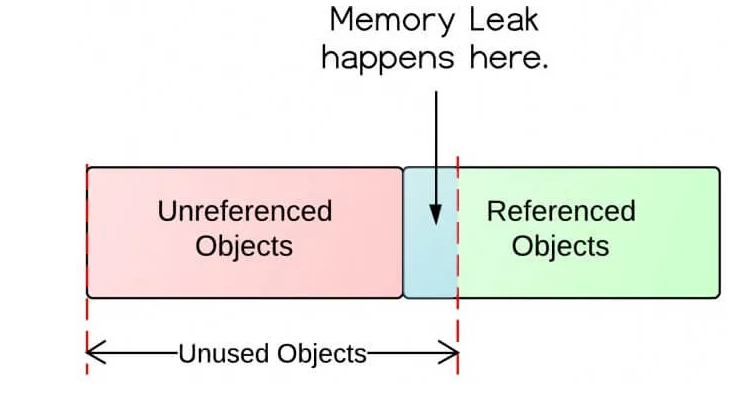 Memory Leak
happens here.
Unreferenced
Objects
Referenced
Objects
Unused Objects